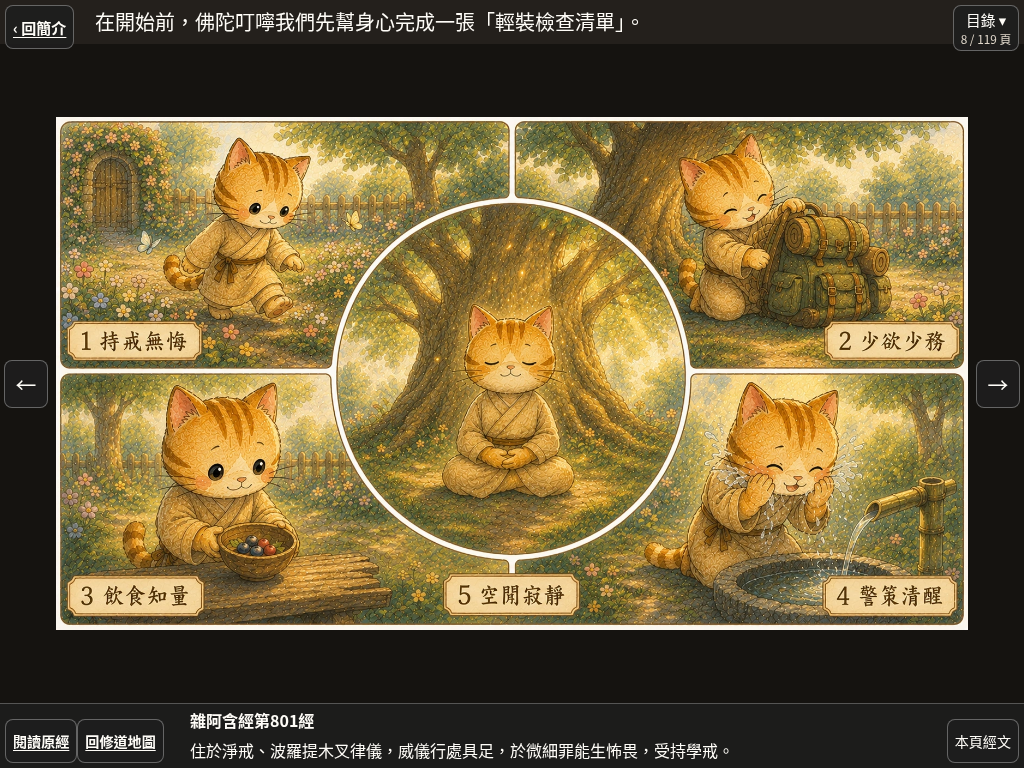 ‹ 回簡介
在開始前，佛陀叮嚀我們先幫身心完成一張「輕裝檢查清單」。
目錄 ▾
8 / 119 頁
1 持戒無悔
2 少欲少務
3 飲食知量
5 空閒寂靜
4 警策清醒
←
→
閱讀原經
回修道地圖
雜阿含經第801經
住於淨戒、波羅提木叉律儀，威儀行處具足，於微細罪能生怖畏，受持學戒。
本頁經文